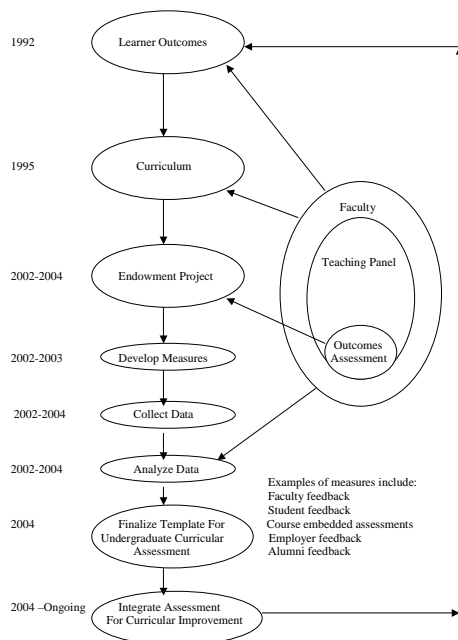 1992
Learner Outcomes
1995
Curriculum
Faculty
Teaching Panel
2002-2004
Endowment Project
Outcomes
Assessment
2002-2003
Develop Measures
2002-2004
Collect Data
2002-2004
Analyze Data
Examples of measures include:
Faculty feedback
Student feedback
Course embedded assessments
Employer feedback
Alumni feedback
2004
Finalize Template For
Undergraduate Curricular
Assessment
2004 –Ongoing
Integrate Assessment
For Curricular Improvement